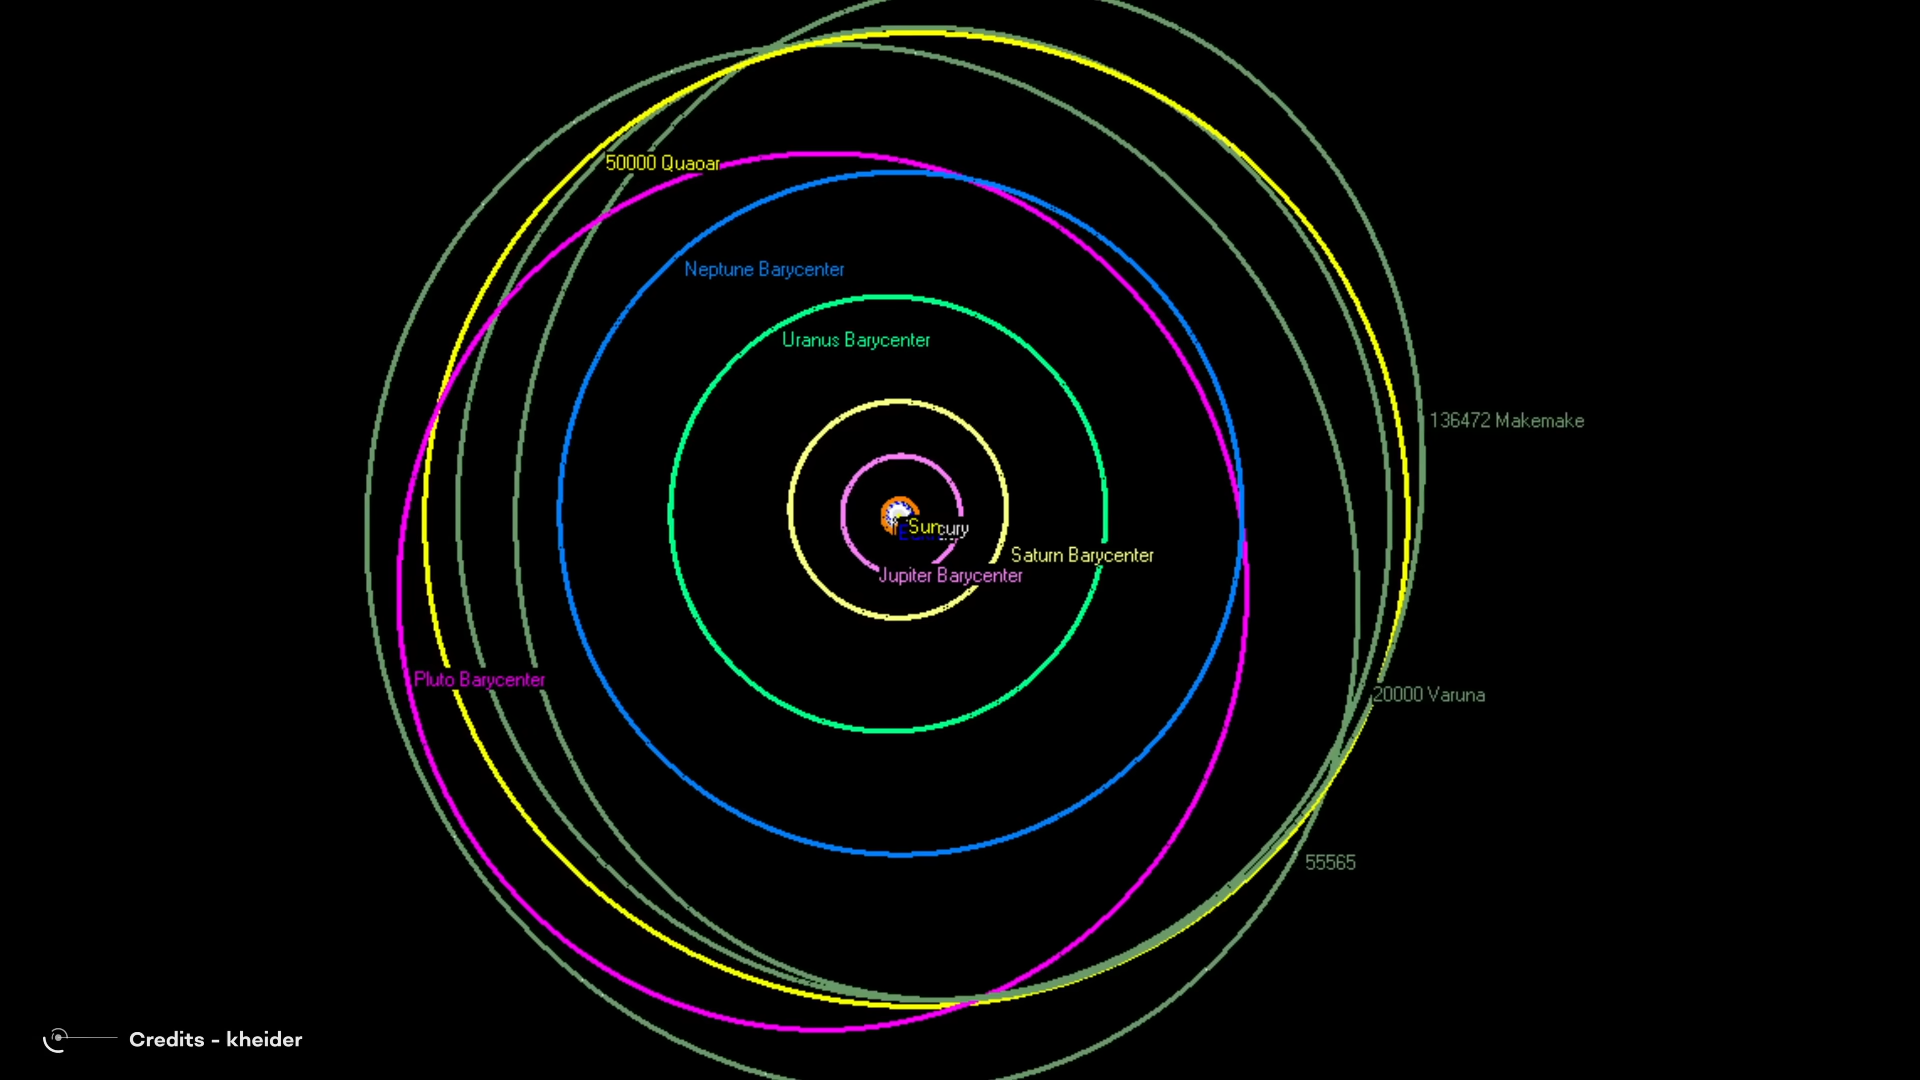 50000 Quaoar
Neptune Barycenter
Uranus Barycenter
136472 Makemake
Sun
Saturn Barycenter
Jupiter Barycenter
Pluto Barycenter
20000 Varuna
55565
Credits - kheider